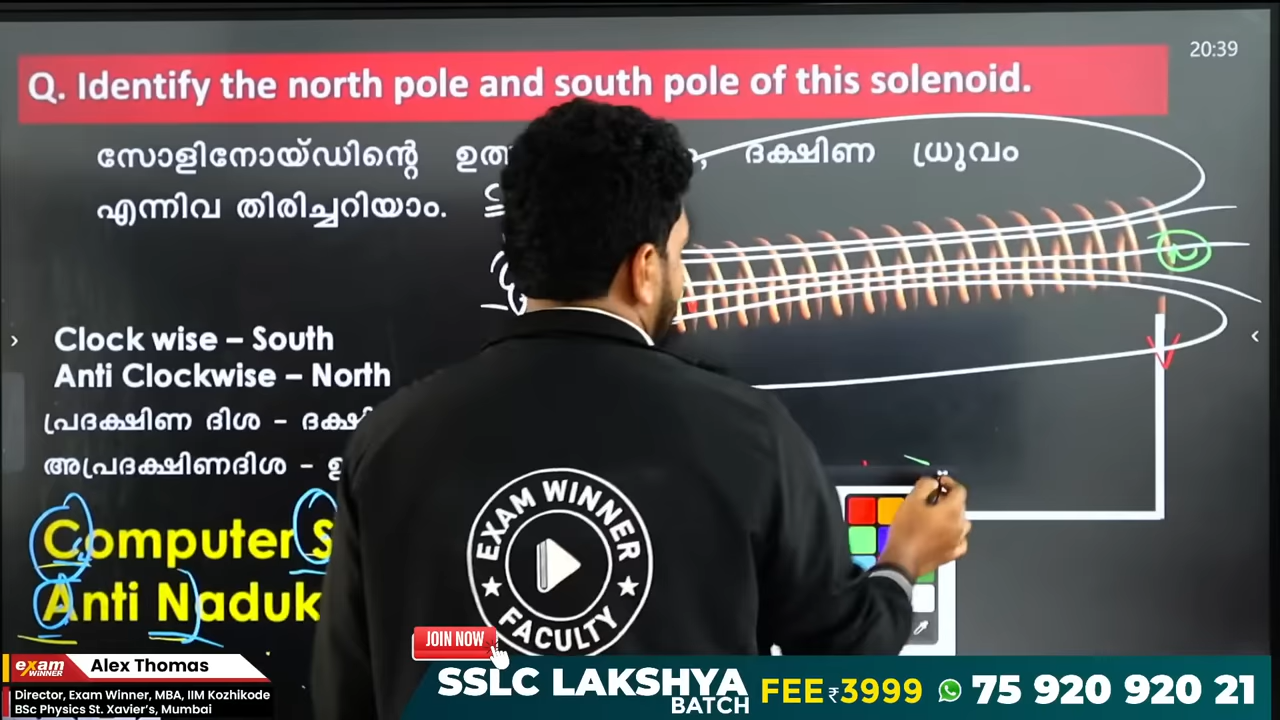 20:39
Q. Identify the north pole and south pole of this solenoid.
സോളിനോയ്ഡിന്റെ ദക്ഷിണ ധ്രുവം
എന്നിവ തിരിച്ചറിയാം.
Clock wise – South
Anti Clockwise – North
പ്രദക്ഷിണ ദിശ –
അപ്രദക്ഷിണദിശ –
Computer S
Anti Naduk
EXAM WINNER
FACULTY
JOIN NOW
exam WINNER Alex Thomas
Director, Exam Winner, MBA, IIM Kozhikode
BSc Physics St. Xavier's, Mumbai
SSLC LAKSHYA
BATCH
FEE ₹3999
75 920 920 21